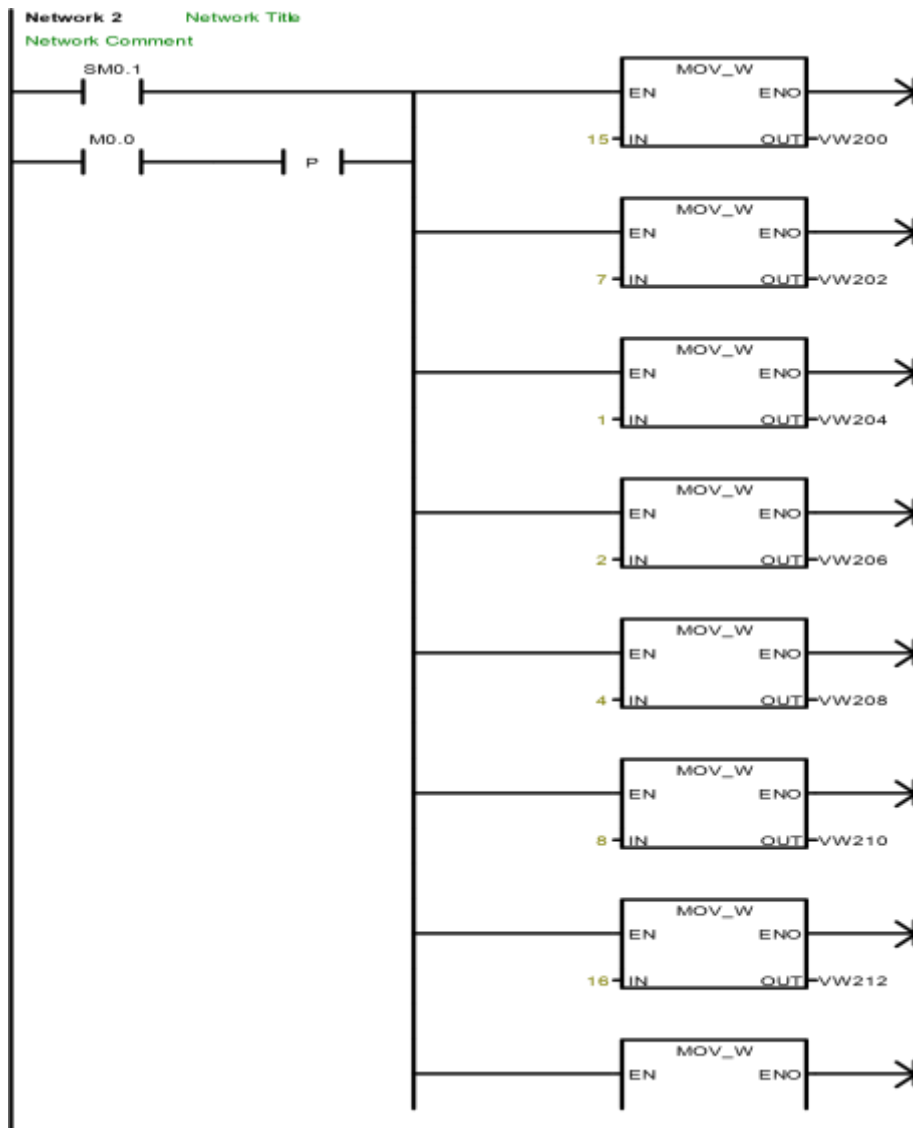 Network 2 Network Title
Network Comment
SM0.1
MOV_W
EN ENO
M0.0
P
15 IN OUT VW200
MOV_W
EN ENO
7 IN OUT VW202
MOV_W
EN ENO
1 IN OUT VW204
MOV_W
EN ENO
2 IN OUT VW206
MOV_W
EN ENO
4 IN OUT VW208
MOV_W
EN ENO
8 IN OUT VW210
MOV_W
EN ENO
16 IN OUT VW212
MOV_W
EN ENO